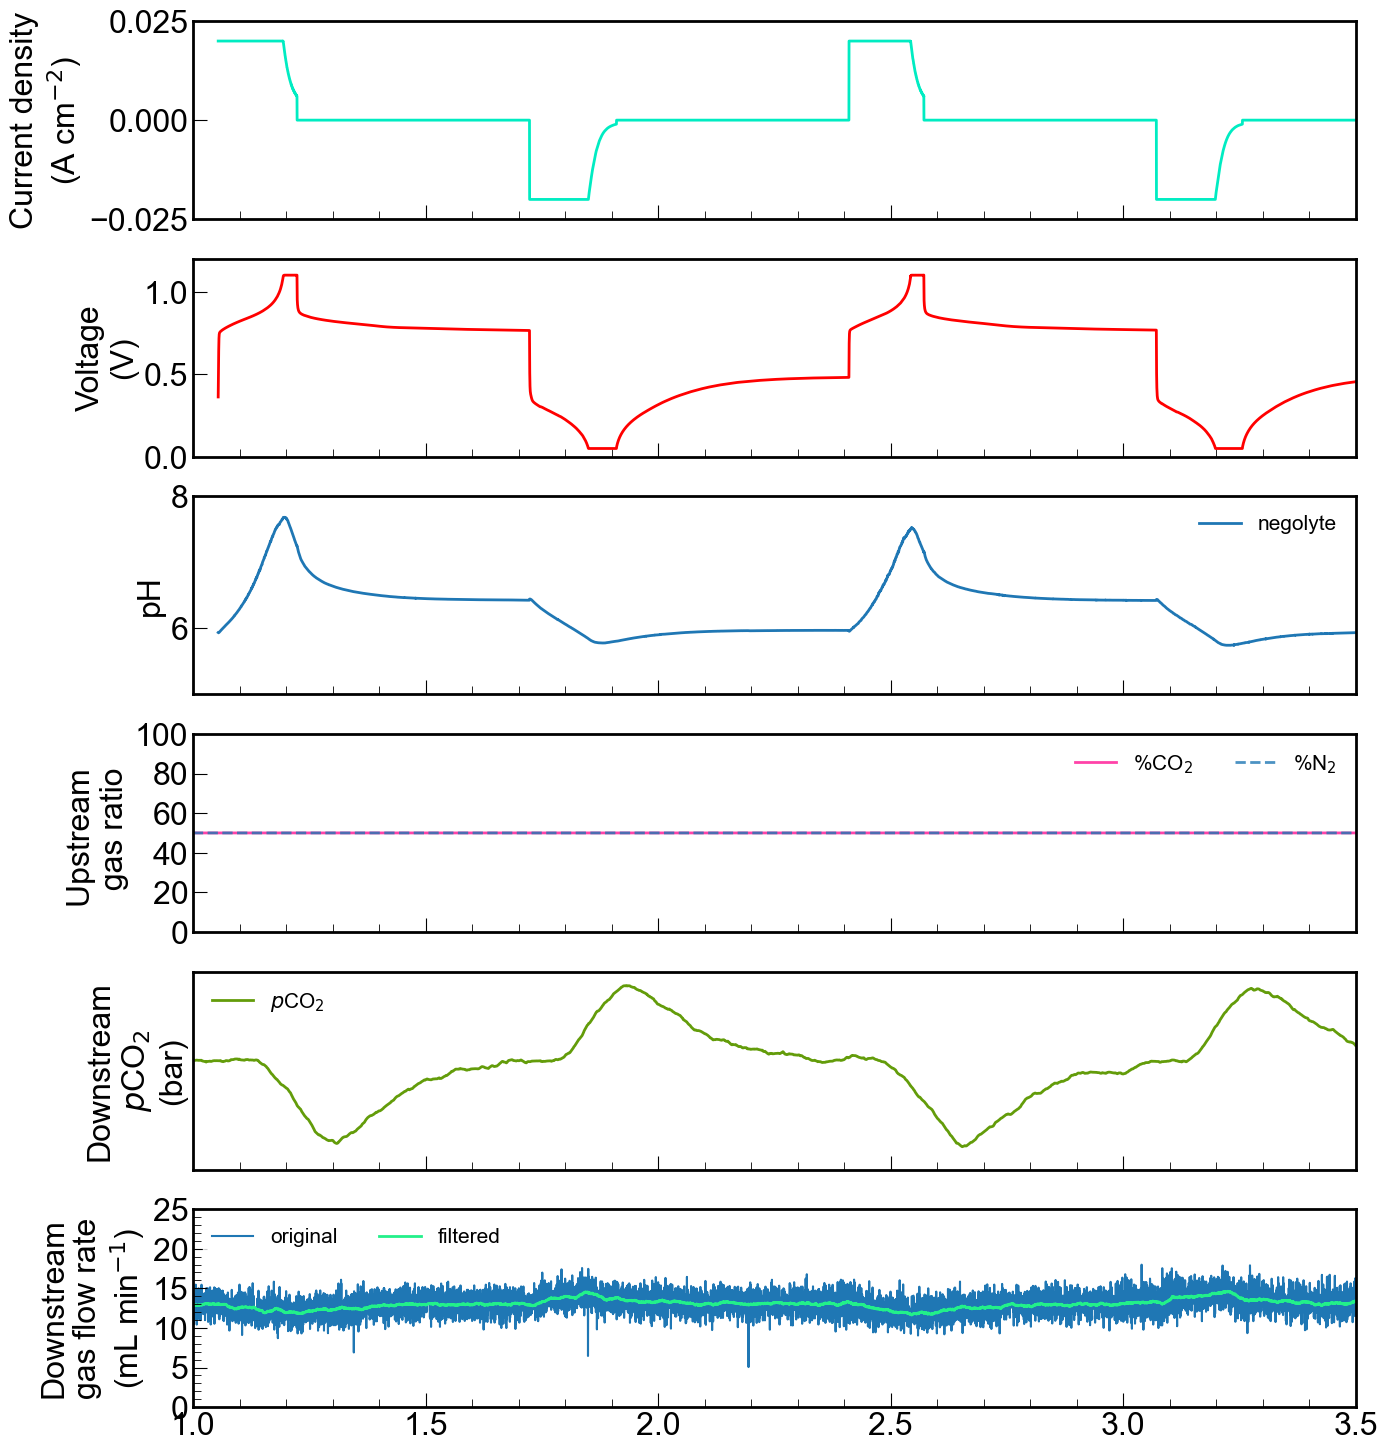 Current density
(A cm⁻²)
0.025
0.000
−0.025
Voltage
(V)
1.0
0.5
0.0
pH
8
6
negolyte
Upstream
gas ratio
100
80
60
40
20
0
%CO₂ %N₂
Downstream
pCO₂
(bar)
pCO₂
Downstream
gas flow rate
(mL min⁻¹)
25
20
15
10
5
0
original filtered
1.0 1.5 2.0 2.5 3.0 3.5